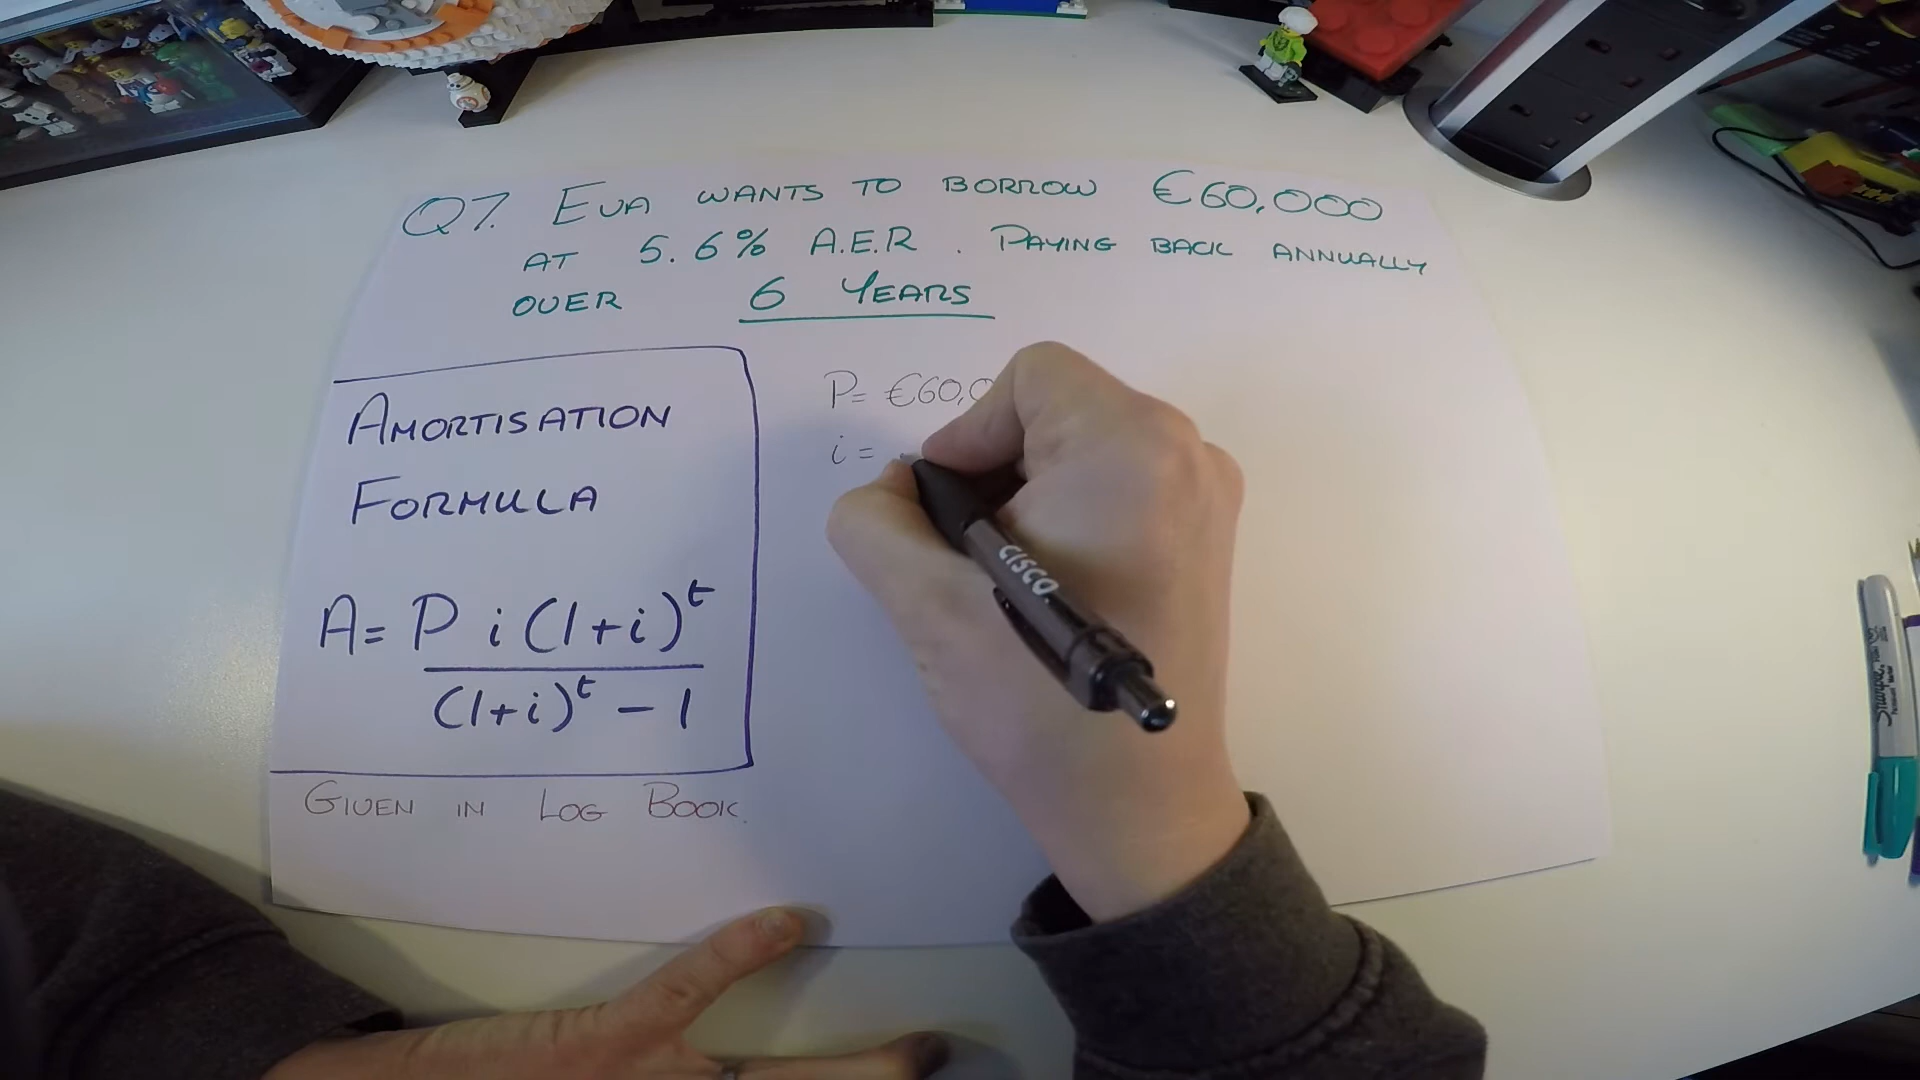 Q7. EVA WANTS TO BORROW €60,000
AT 5.6% A.E.R. PAYING BACK ANNUALLY
OVER 6 YEARS
AMORTISATION
FORMULA
A = P i (1+i)^t
(1+i)^t - 1
GIVEN IN LOG BOOK.
P = €60,0
i =
CISCO
Sharpie